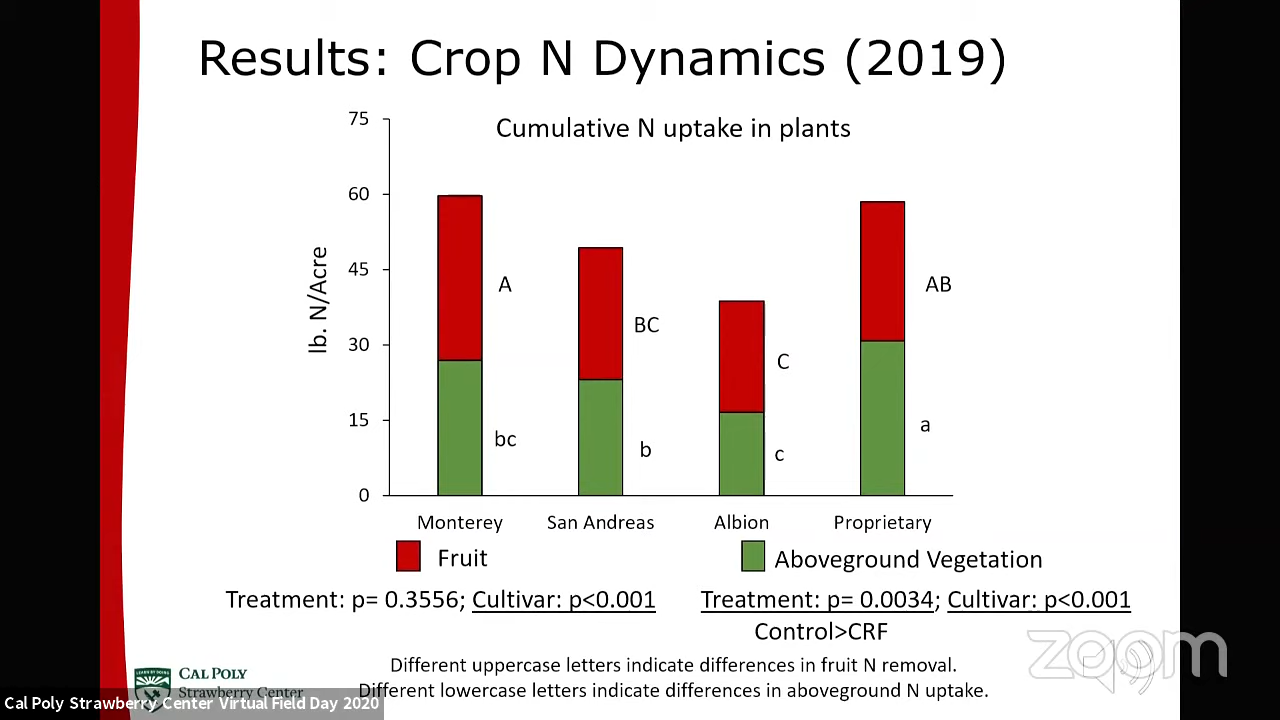 Results: Crop N Dynamics (2019)
Cumulative N uptake in plants
75
60
45
30
15
0
lb. N/Acre
A
BC
C
AB
bc
b
c
a
Monterey San Andreas Albion Proprietary
Fruit Aboveground Vegetation
Treatment: p= 0.3556; Cultivar: p<0.001 Treatment: p= 0.0034; Cultivar: p<0.001
Control>CRF
zoom
Different uppercase letters indicate differences in fruit N removal.
Different lowercase letters indicate differences in aboveground N uptake.
CAL POLY
Strawberry Center
Cal Poly Strawberry Center Virtual Field Day 2020